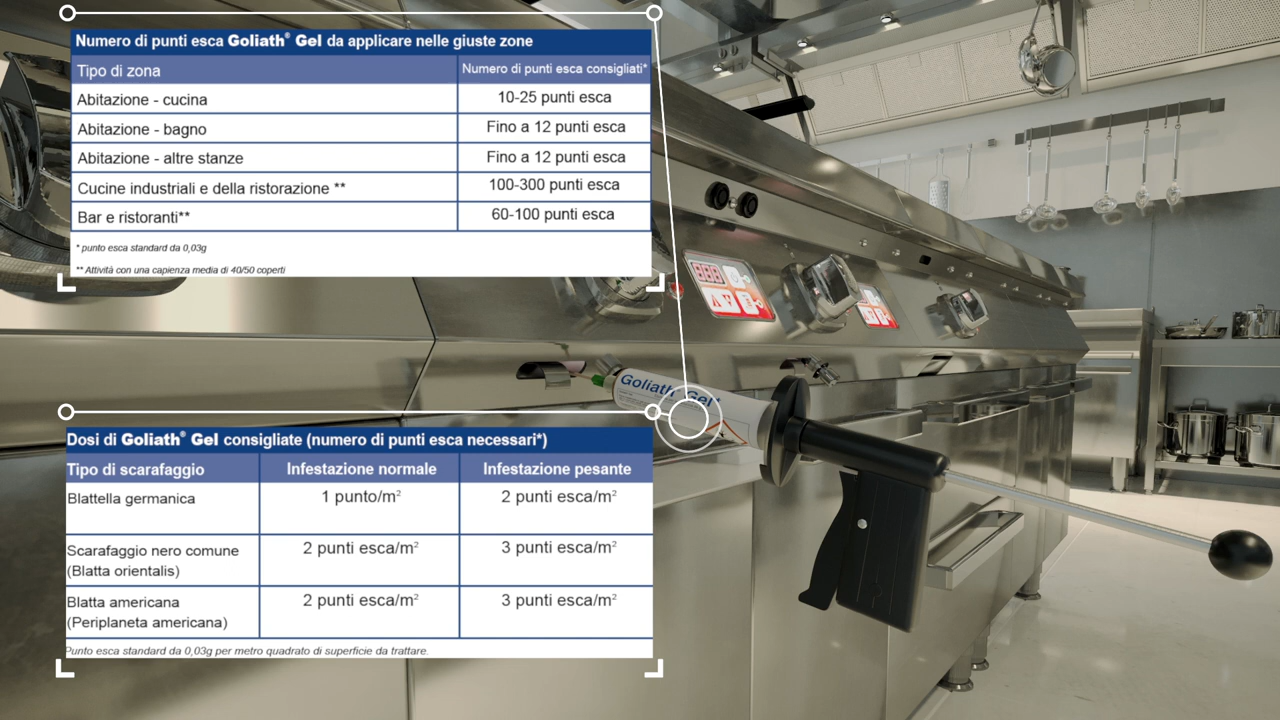 Numero di punti esca Goliath® Gel da applicare nelle giuste zone
Tipo di zona Numero di punti esca consigliati*
Abitazione - cucina 10-25 punti esca
Abitazione - bagno Fino a 12 punti esca
Abitazione - altre stanze Fino a 12 punti esca
Cucine industriali e della ristorazione ** 100-300 punti esca
Bar e ristoranti** 60-100 punti esca
* punto esca standard da 0,03g
** Attività con una capienza media di 40/50 coperti
Goliath® Gel
Dosi di Goliath® Gel consigliate (numero di punti esca necessari*)
Tipo di scarafaggio Infestazione normale Infestazione pesante
Blattella germanica 1 punto/m² 2 punti esca/m²
Scarafaggio nero comune
(Blatta orientalis) 2 punti esca/m² 3 punti esca/m²
Blatta americana
(Periplaneta americana) 2 punti esca/m² 3 punti esca/m²
Punto esca standard da 0,03g per metro quadrato di superficie da trattare.